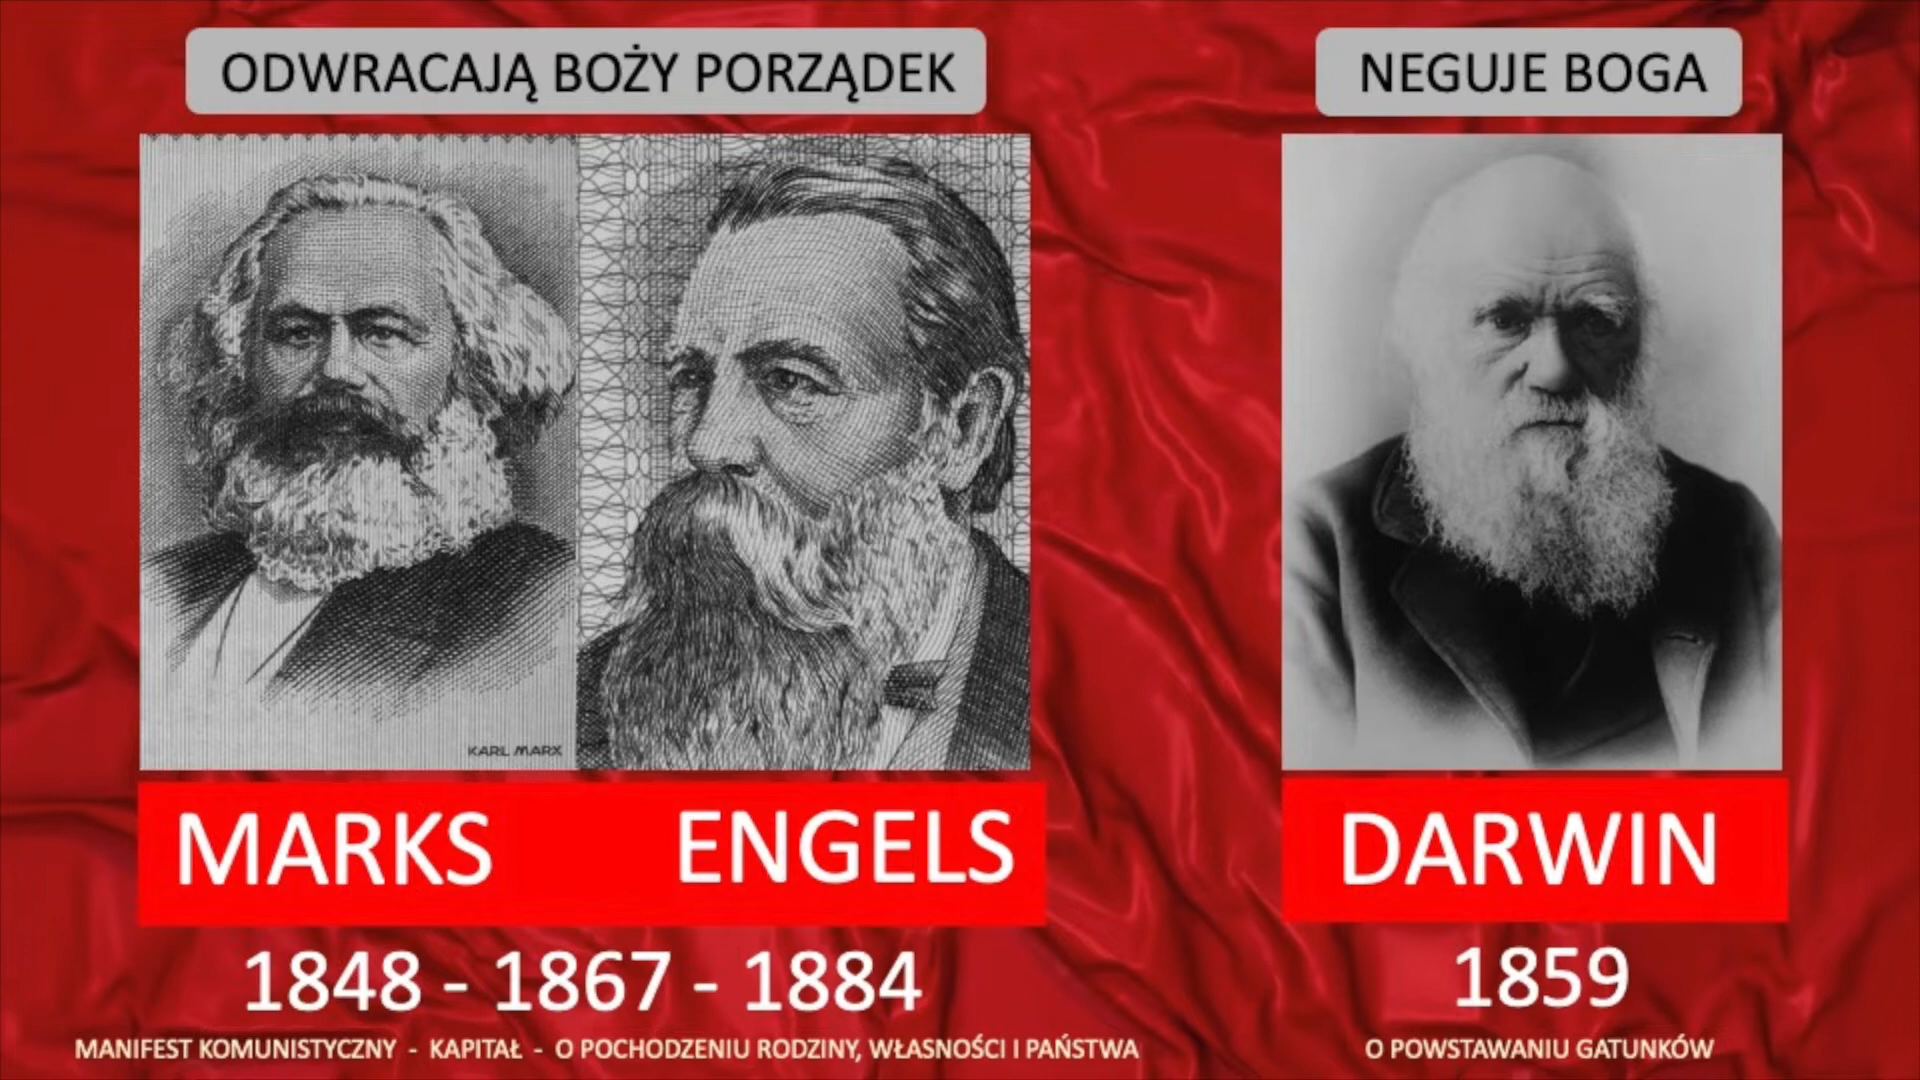 ODWRACAJĄ BOŻY PORZĄDEK
NEGUJE BOGA
KARL MARX
MARKS ENGELS
DARWIN
1848 - 1867 - 1884
1859
MANIFEST KOMUNISTYCZNY - KAPITAŁ - O POCHODZENIU RODZINY, WŁASNOŚCI I PAŃSTWA
O POWSTAWANIU GATUNKÓW